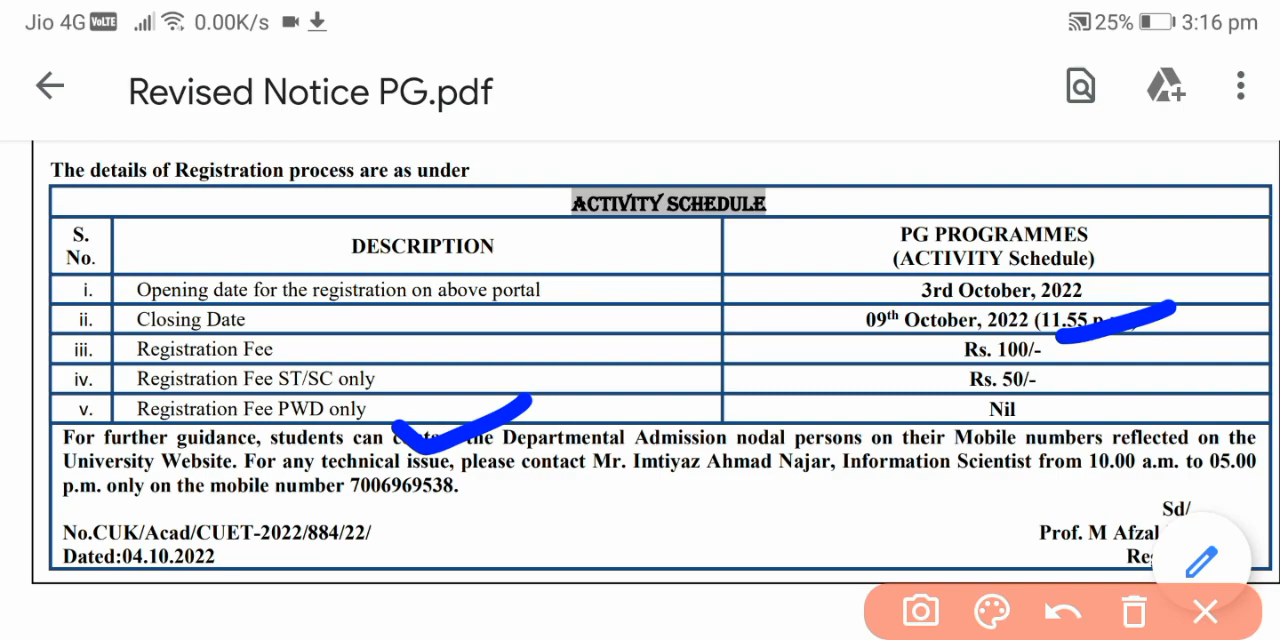 Jio 4G VoLTE 0.00K/s 25% 3:16 pm
Revised Notice PG.pdf
The details of Registration process are as under
ACTIVITY SCHEDULE
S. No. DESCRIPTION PG PROGRAMMES (ACTIVITY Schedule)
i. Opening date for the registration on above portal 3rd October, 2022
ii. Closing Date 09th October, 2022 (11.55
iii. Registration Fee Rs. 100/-
iv. Registration Fee ST/SC only Rs. 50/-
v. Registration Fee PWD only Nil
For further guidance, students can the Departmental Admission nodal persons on their Mobile numbers reflected on the
University Website. For any technical issue, please contact Mr. Imtiyaz Ahmad Najar, Information Scientist from 10.00 a.m. to 05.00
p.m. only on the mobile number 7006969538.
Sd/
No.CUK/Acad/CUET-2022/884/22/ Prof. M Afzal
Dated:04.10.2022